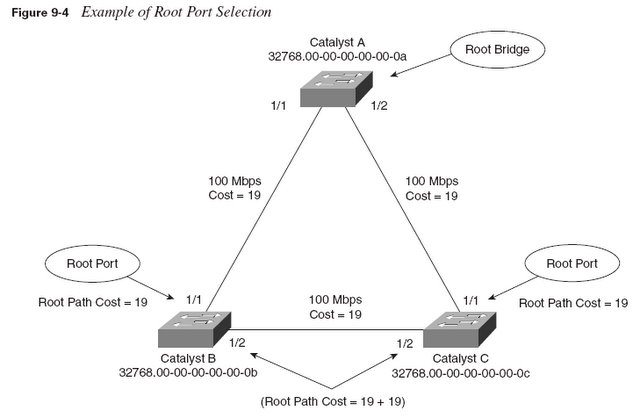 Figure 9-4 Example of Root Port Selection
Catalyst A
32768.00-00-00-00-00-0a
Root Bridge
1/1
1/2
100 Mbps
Cost = 19
100 Mbps
Cost = 19
Root Port
Root Port
Root Path Cost = 19
1/1
100 Mbps
Cost = 19
1/1
Root Path Cost = 19
1/2
1/2
Catalyst B
32768.00-00-00-00-00-0b
Catalyst C
32768.00-00-00-00-00-0c
(Root Path Cost = 19 + 19)